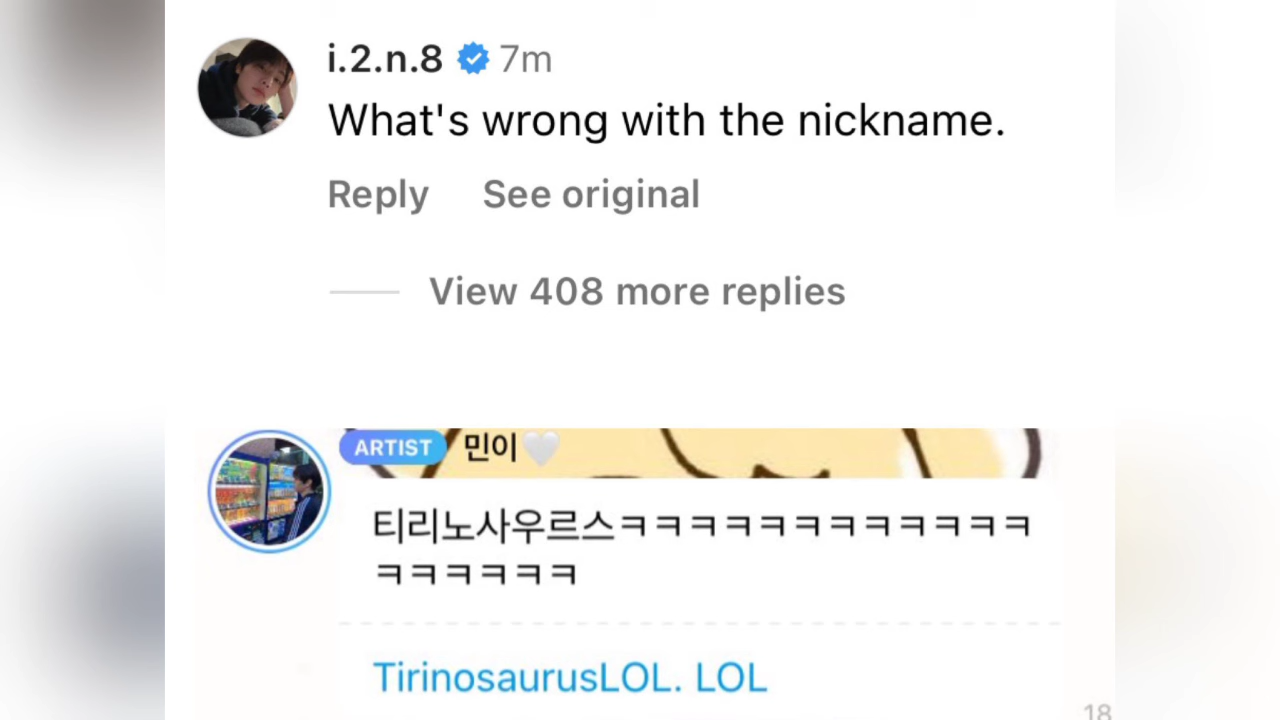 i.2.n.8 7m
What's wrong with the nickname.
Reply See original
View 408 more replies
ARTIST 민이🤍
티리노사우르스ㅋㅋㅋㅋㅋㅋㅋㅋㅋㅋㅋㅋ
ㅋㅋㅋㅋㅋㅋ
TirinosaurusLOL. LOL
18